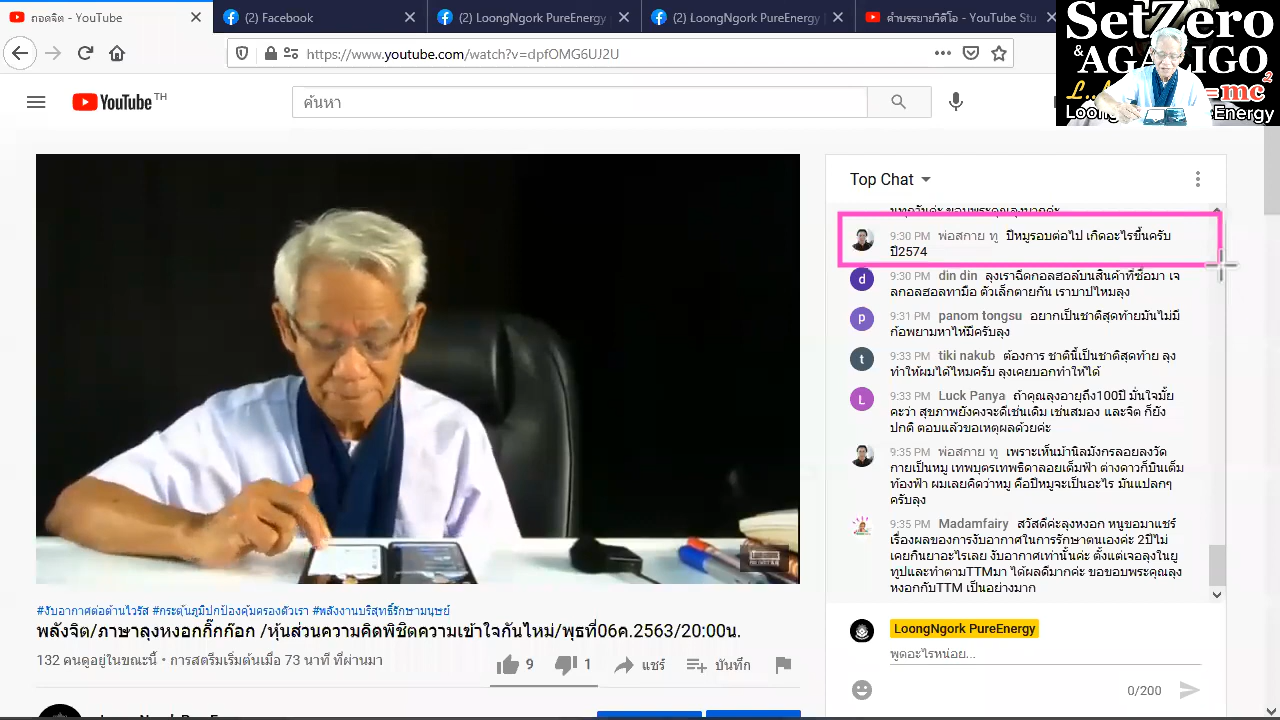 ถอดจิต - YouTube
(2) Facebook
(2) LoongNgork PureEnergy
(2) LoongNgork PureEnergy
คำบรรยายวิดีโอ - YouTube Stu
SetZero
& AGALIGO
=mc²
Loong
Energy
https://www.youtube.com/watch?v=dpfOMG6UJ2U
YouTube TH
ค้นหา
Top Chat
นทุกวันค่ะ ขอบพระคุณลุงมากค่ะ
9:30 PM พ่อสกาย ทู ปีหมูรอบต่อไป เกิดอะไรขึ้นครับ
ปี2574
9:30 PM din din ลุงเราฉีดกอลฮอล์บนสินค้าที่ซื้อมา เจ
ลกอลฮอลทามือ ตัวเล็กตายกัน เราบาปไหมลุง
9:31 PM panom tongsu อยากเป็นชาติสุดท้ายมันไม่มี
ก้อพยามหาให้มีครับลุง
9:33 PM tiki nakub ต้องการ ชาตินี้เป็นชาติสุดท้าย ลุง
ทำให้ผมได้ไหมครับ ลุงเคยบอกทำให้ได้
9:33 PM Luck Panya ถ้าคุณลุงอายุถึง100ปี มั่นใจมั้ย
คะว่า สุขภาพยังคงจะดีเช่นเดิม เช่นสมอง และจิต ก็ยัง
ปกติ ตอบแล้วขอเหตุผลด้วยค่ะ
9:35 PM พ่อสกาย ทู เพราะเห็นม้านิลมังกรลอยลงวัด
กายเป็นหมู เทพบุตรเทพธิดาลอยเต็มฟ้า ต่างดาวก็บินเต็ม
ท้องฟ้า ผมเลยคิดว่าหมู คือปีหมูจะเป็นอะไร มันแปลกๆ
ครับลุง
9:35 PM Madamfairy สวัสดีค่ะลุงหงอก หนูขอมาแชร์
เรื่องผลของการงับอากาศในการรักษาตนเองค่ะ 2ปีไม่
เคยกินยาอะไรเลย งับอากาศเท่านั้นค่ะ ตั้งแต่เจอลุงในยู
ทูปและทำตามTTMมา ได้ผลดีมากค่ะ ขอขอบพระคุณลุง
หงอกกับTTM เป็นอย่างมาก
LoongNgork PureEnergy
พูดอะไรหน่อย...
0/200
#งับอากาศต่อต้านไวรัส #กระตุ้นภูมิปกป้องคุ้มครองตัวเรา #พลังงานบริสุทธิ์รักษามนุษย์
พลังจิต/ภาษาลุงหงอกกิ๊กก๊อก /หุ้นส่วนความคิดพิชิตความเข้าใจกันใหม่/พุธที่06ค.2563/20:00น.
132 คนดูอยู่ในขณะนี้ • การสตรีมเริ่มต้นเมื่อ 73 นาที ที่ผ่านมา
9 1 แชร์ บันทึก